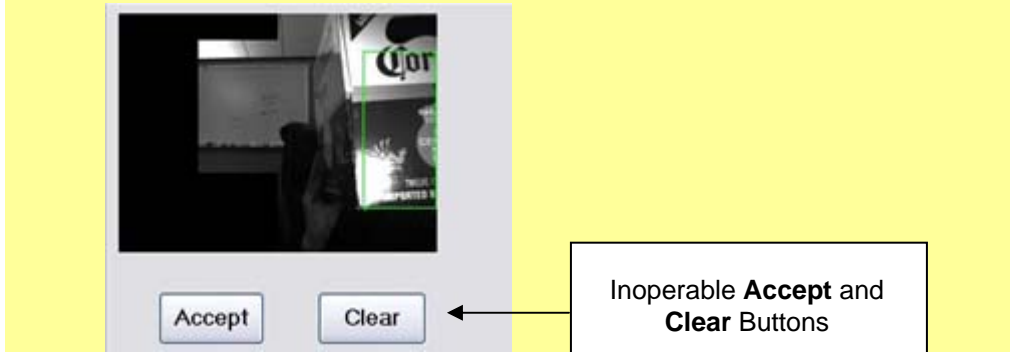 Cor
Accept
Clear
Inoperable Accept and
Clear Buttons